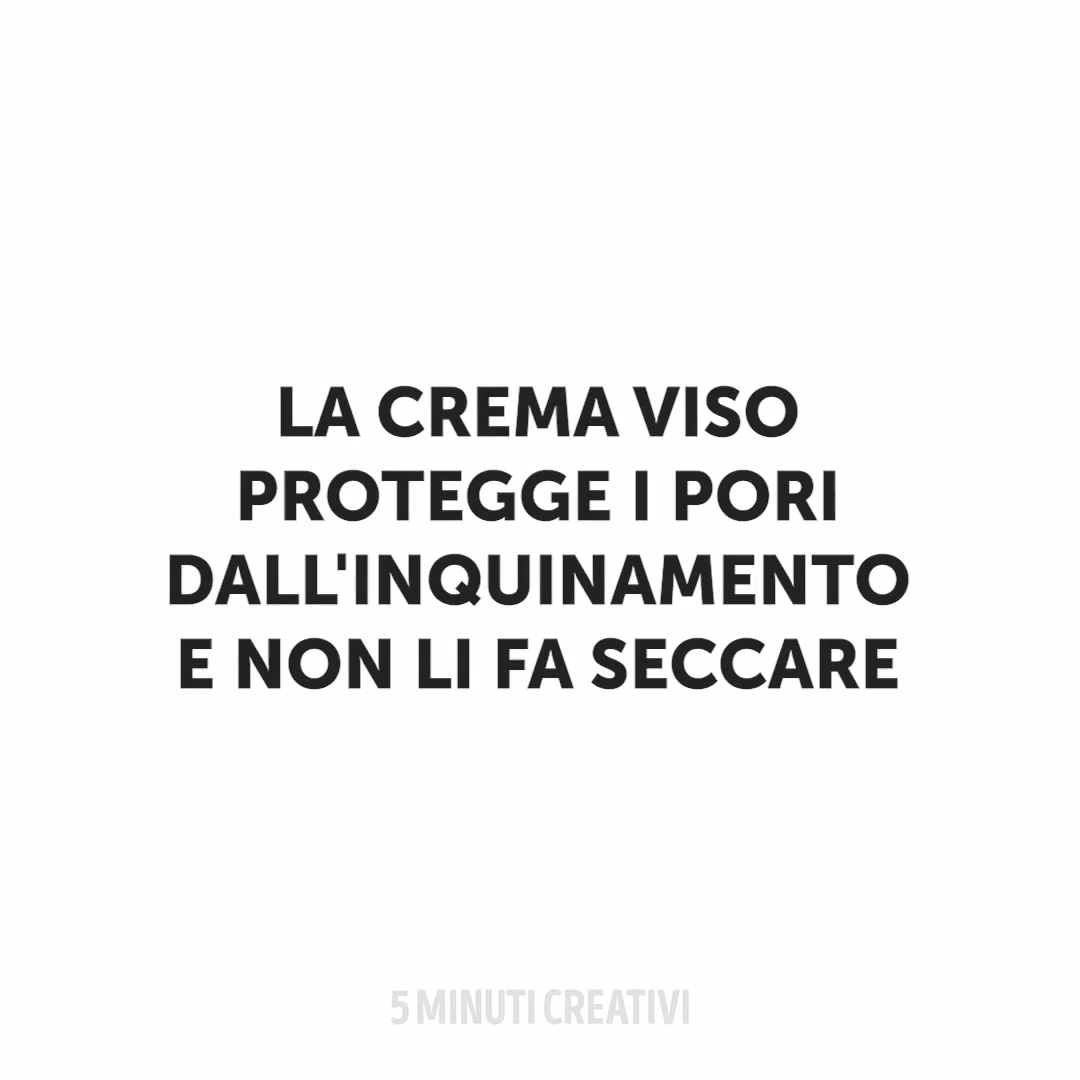 LA CREMA VISO
PROTEGGE I PORI
DALL'INQUINAMENTO
E NON LI FA SECCARE
5 MINUTI CREATIVI